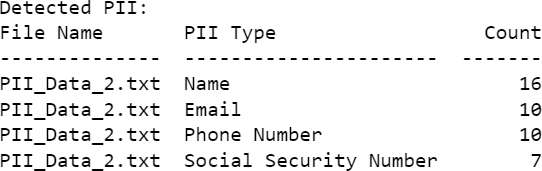 Detected PII:
File Name       PII Type                  Count
--------------  ----------------------  -------
PII_Data_2.txt  Name                         16
PII_Data_2.txt  Email                        10
PII_Data_2.txt  Phone Number                 10
PII_Data_2.txt  Social Security Number        7